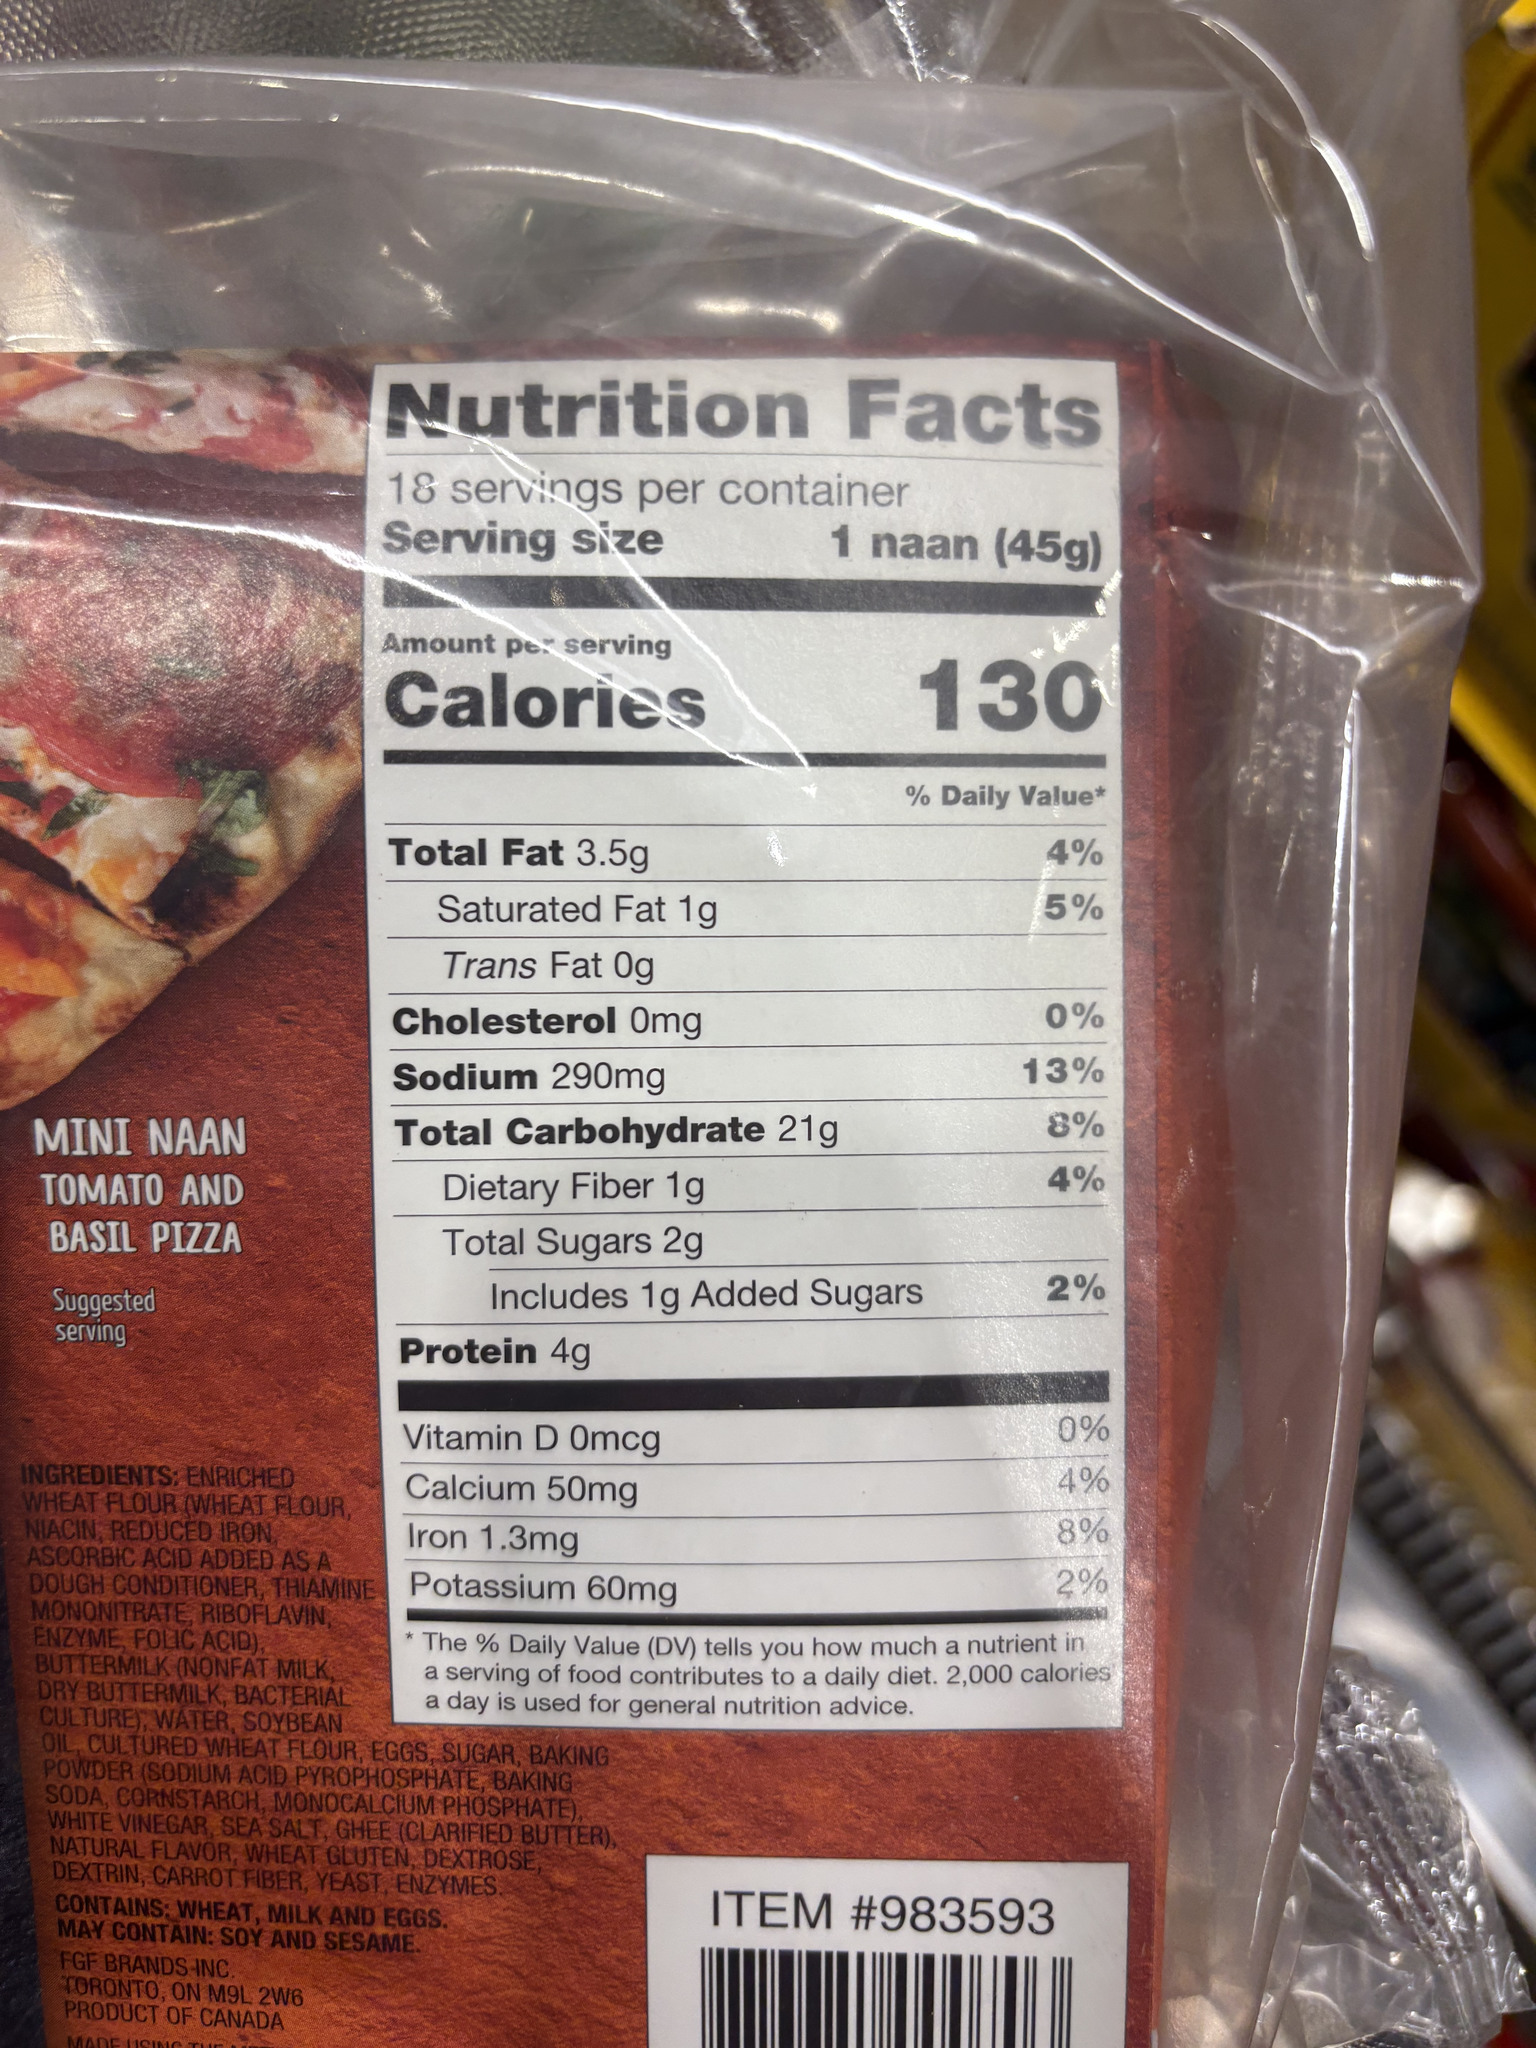 Nutrition Facts
18 servings per container
Serving size 1 naan (45g)
Amount per serving
Calories 130
% Daily Value*
Total Fat 3.5g 4%
Saturated Fat 1g 5%
Trans Fat 0g
Cholesterol 0mg 0%
Sodium 290mg 13%
Total Carbohydrate 21g 8%
Dietary Fiber 1g 4%
Total Sugars 2g
Includes 1g Added Sugars 2%
Protein 4g
Vitamin D 0mcg 0%
Calcium 50mg 4%
Iron 1.3mg 8%
Potassium 60mg 2%
* The % Daily Value (DV) tells you how much a nutrient in
a serving of food contributes to a daily diet. 2,000 calories
a day is used for general nutrition advice.
MINI NAAN
TOMATO AND
BASIL PIZZA
Suggested
serving
INGREDIENTS: ENRICHED
WHEAT FLOUR (WHEAT FLOUR,
NIACIN, REDUCED IRON,
ASCORBIC ACID ADDED AS A
DOUGH CONDITIONER, THIAMINE
MONONITRATE, RIBOFLAVIN,
ENZYME, FOLIC ACID),
BUTTERMILK (NONFAT MILK,
DRY BUTTERMILK, BACTERIAL
CULTURE), WATER, SOYBEAN
OIL, CULTURED WHEAT FLOUR, EGGS, SUGAR, BAKING
POWDER (SODIUM ACID PYROPHOSPHATE, BAKING
SODA, CORNSTARCH, MONOCALCIUM PHOSPHATE),
WHITE VINEGAR, SEA SALT, GHEE (CLARIFIED BUTTER),
NATURAL FLAVOR, WHEAT GLUTEN, DEXTROSE,
DEXTRIN, CARROT FIBER, YEAST, ENZYMES.
CONTAINS: WHEAT, MILK AND EGGS.
MAY CONTAIN: SOY AND SESAME.
FGF BRANDS INC.
TORONTO, ON M9L 2W6
PRODUCT OF CANADA
MADE USING THE
ITEM #983593